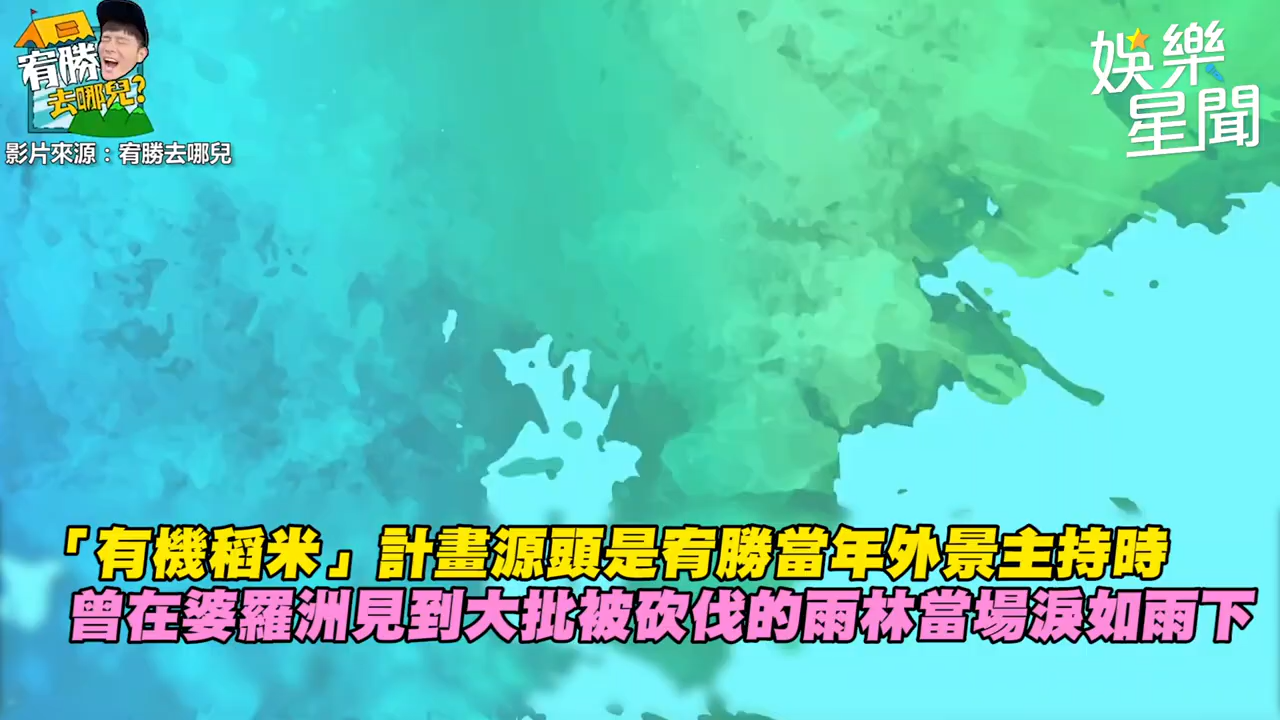 宥勝
去哪兒?
影片來源：宥勝去哪兒
娛樂
星聞
「有機稻米」計畫源頭是宥勝當年外景主持時
曾在婆羅洲見到大批被砍伐的雨林當場淚如雨下